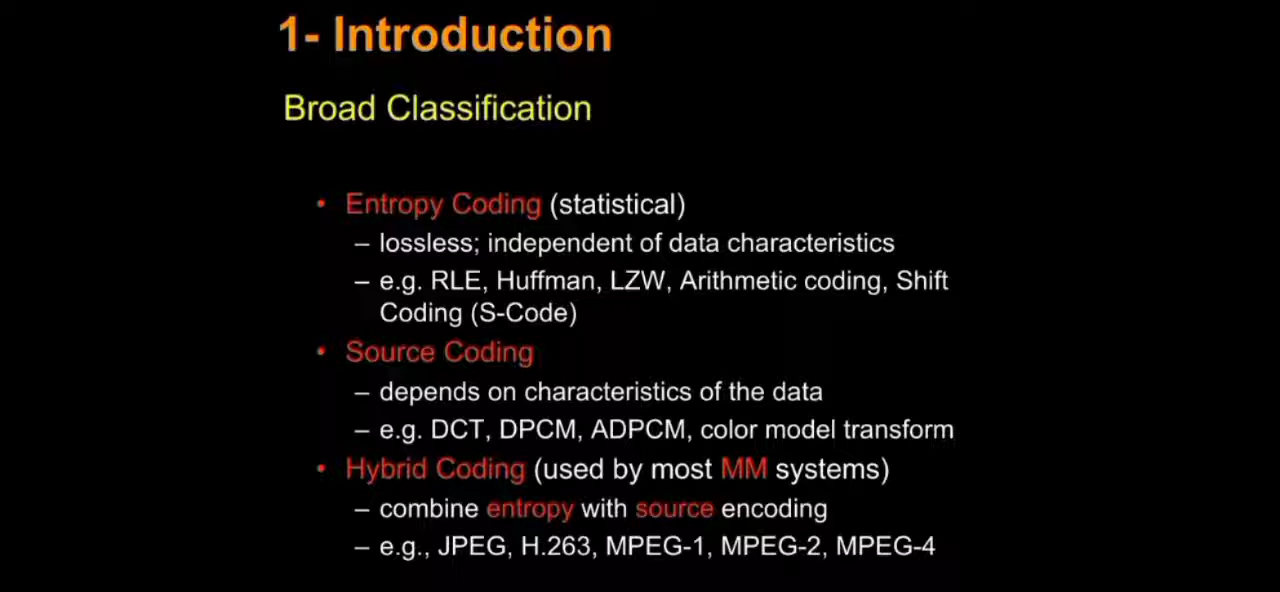 1- Introduction
Broad Classification
• Entropy Coding (statistical)
– lossless; independent of data characteristics
– e.g. RLE, Huffman, LZW, Arithmetic coding, Shift
Coding (S-Code)
• Source Coding
– depends on characteristics of the data
– e.g. DCT, DPCM, ADPCM, color model transform
• Hybrid Coding (used by most MM systems)
– combine entropy with source encoding
– e.g., JPEG, H.263, MPEG-1, MPEG-2, MPEG-4